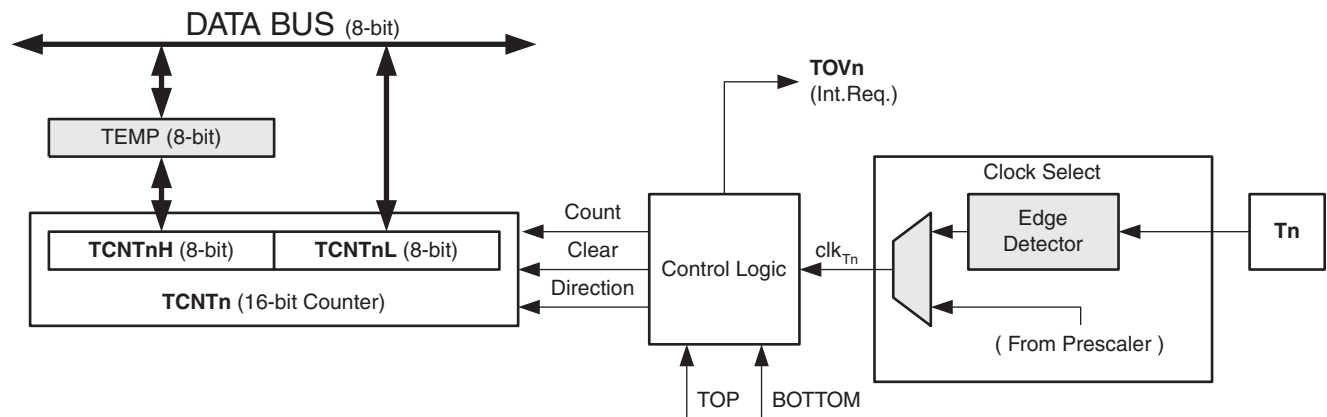 DATA BUS (8-bit)
TOVn
(Int.Req.)
TEMP (8-bit)
Clock Select
Count
Edge
Detector
Tn
TCNTnH (8-bit)
TCNTnL (8-bit)
Clear
Control Logic
clkTn
Direction
TCNTn (16-bit Counter)
( From Prescaler )
TOP
BOTTOM